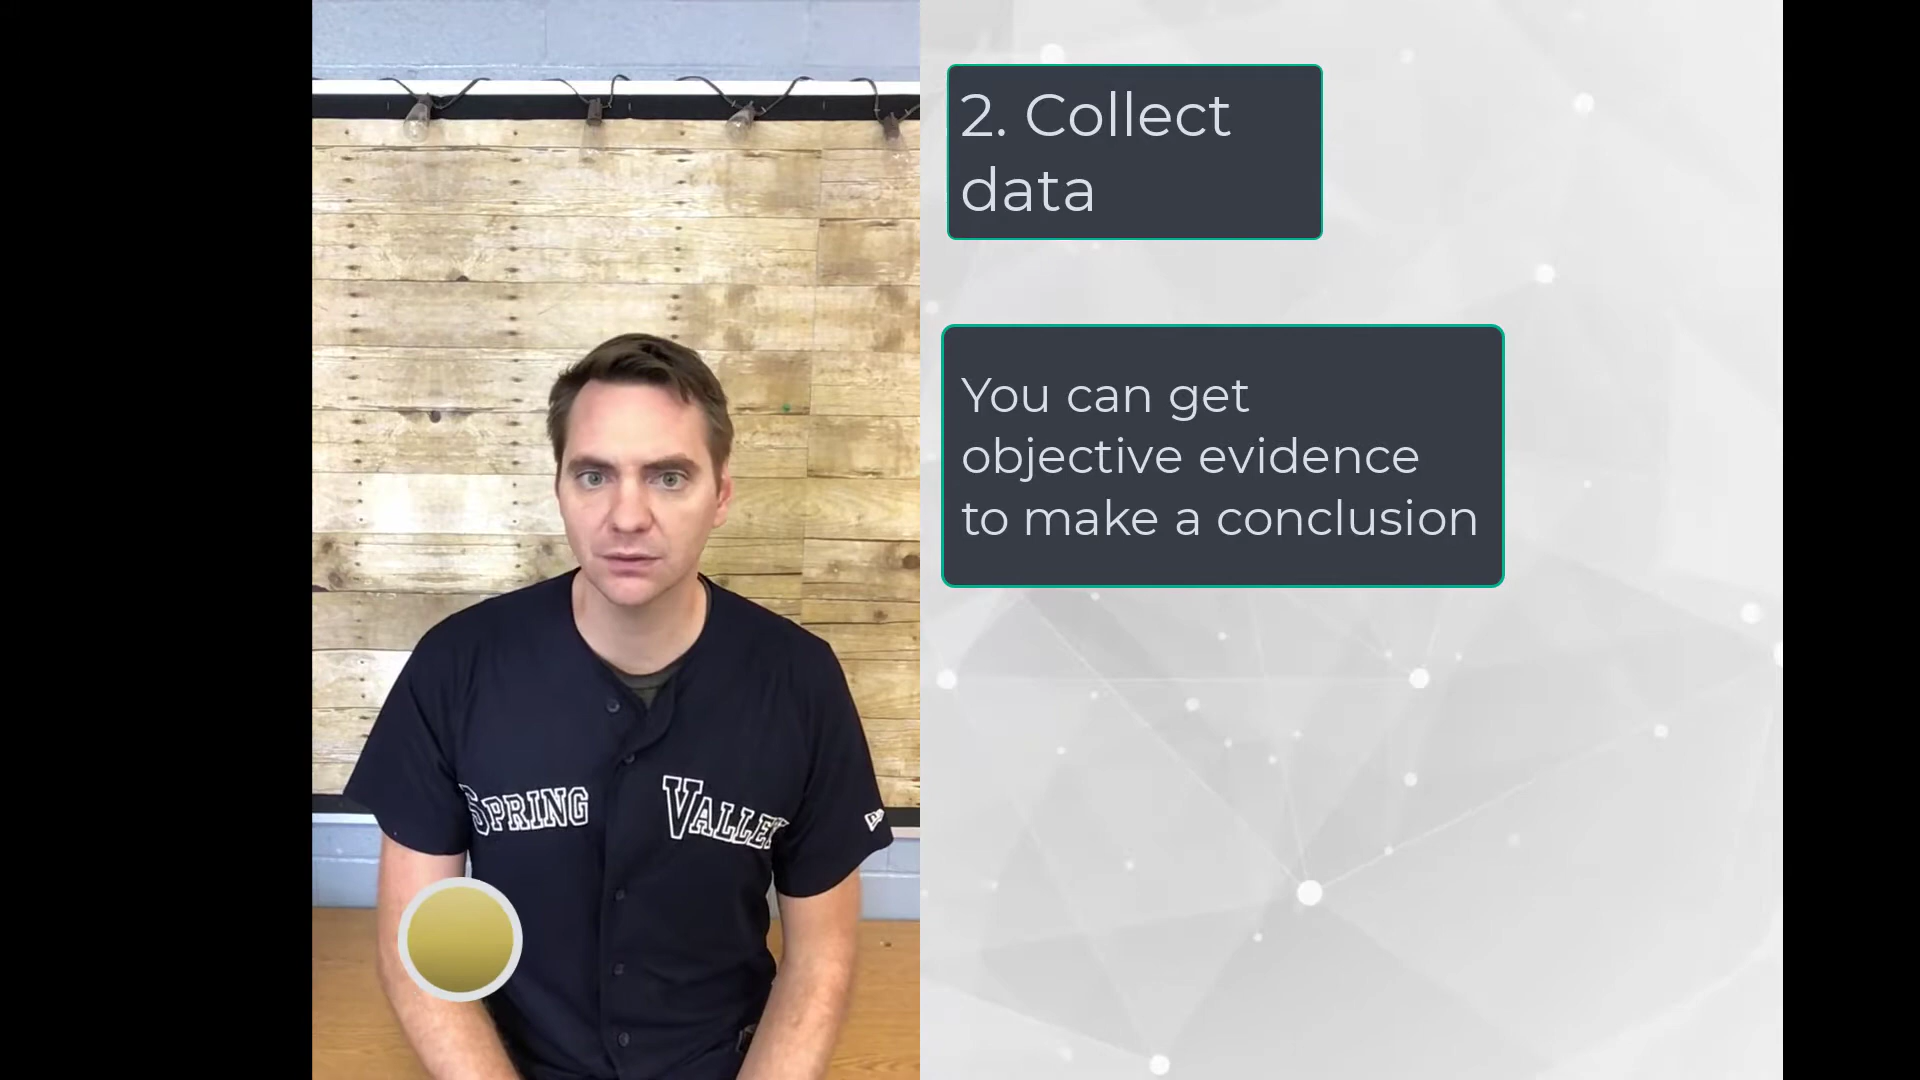 2. Collect
data
You can get
objective evidence
to make a conclusion
SPRING VALLEY